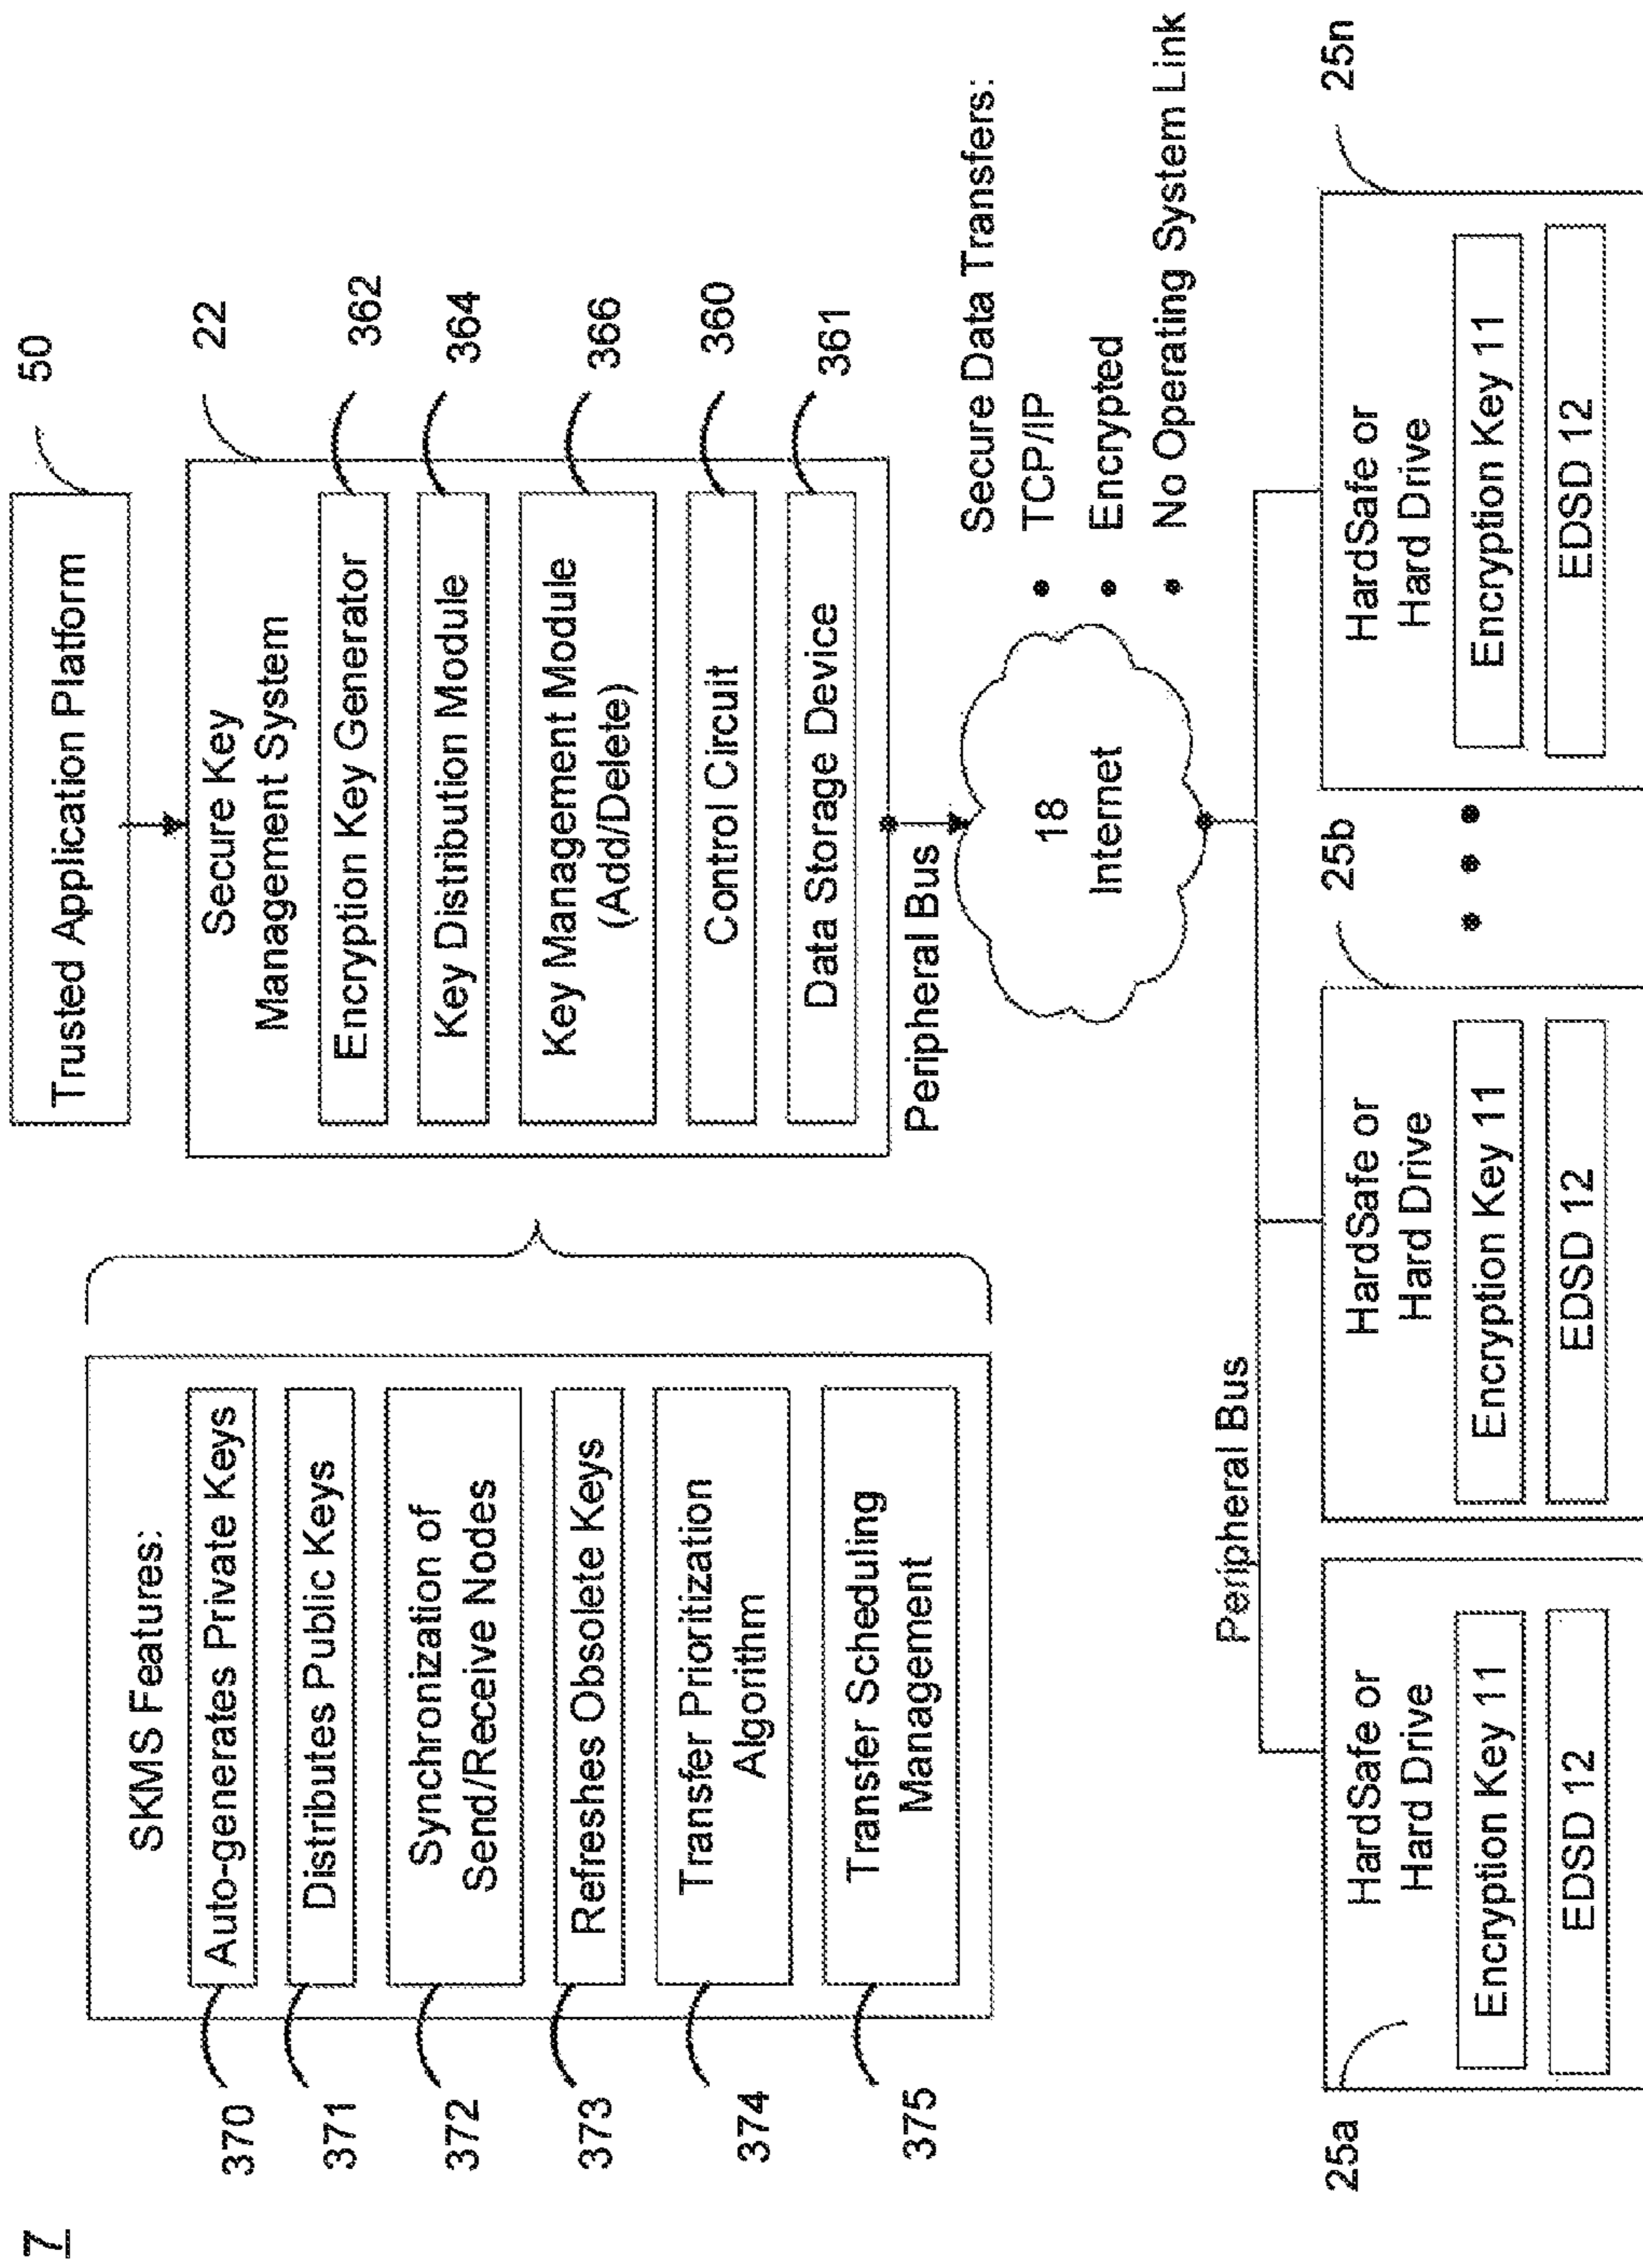 7
SKMS Features:
370
Auto-generates Private Keys
371
Distributes Public Keys
372
Synchronization of
Send/Receive Nodes
373
Refreshes Obsolete Keys
374
Transfer Prioritization
Algorithm
375
Transfer Scheduling
Management
Trusted Application Platform
50
Secure Key
Management System
22
Encryption Key Generator
362
Key Distribution Module
364
Key Management Module
(Add/Delete)
366
Control Circuit
360
Data Storage Device
361
Peripheral Bus
18
Internet
Secure Data Transfers:
• TCP/IP
• Encrypted
• No Operating System Link
Peripheral Bus
25a
HardSafe or
Hard Drive
Encryption Key 11
EDSD 12
25b
HardSafe or
Hard Drive
Encryption Key 11
EDSD 12
• • •
25n
HardSafe or
Hard Drive
Encryption Key 11
EDSD 12